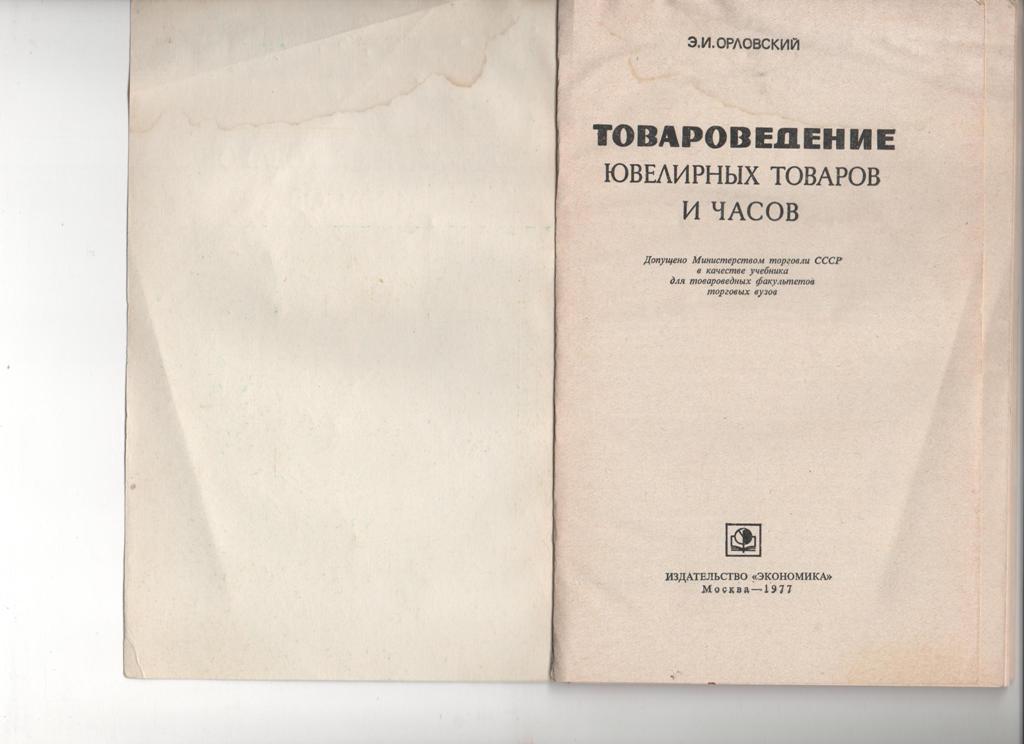 Э.И.ОРЛОВСКИЙ
ТОВАРОВЕДЕНИЕ
ЮВЕЛИРНЫХ ТОВАРОВ
И ЧАСОВ
Допущено Министерством торговли СССР
в качестве учебника
для товароведных факультетов
торговых вузов
ИЗДАТЕЛЬСТВО «ЭКОНОМИКА»
Москва—1977